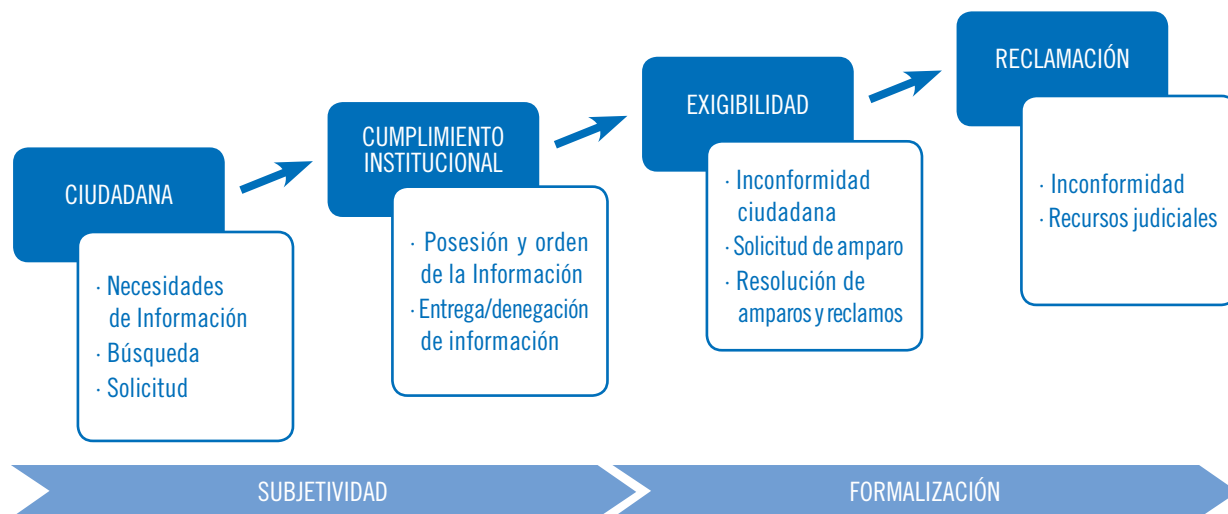 CIUDADANA
· Necesidades
de Información
· Búsqueda
· Solicitud
CUMPLIMIENTO
INSTITUCIONAL
· Posesión y orden
de la Información
· Entrega/denegación
de información
EXIGIBILIDAD
· Inconformidad
ciudadana
· Solicitud de amparo
· Resolución de
amparos y reclamos
RECLAMACIÓN
· Inconformidad
· Recursos judiciales
SUBJETIVIDAD
FORMALIZACIÓN